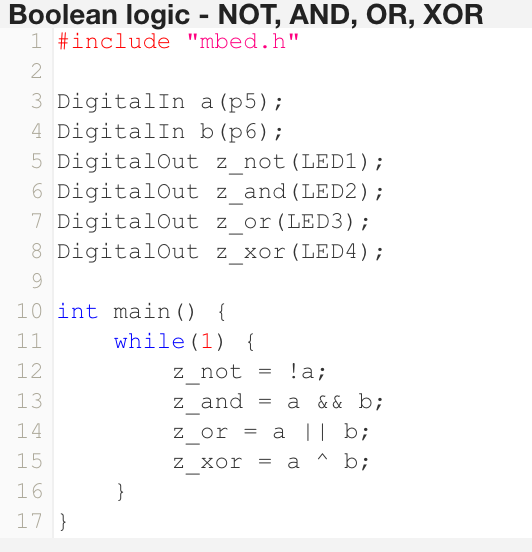 Boolean logic - NOT, AND, OR, XOR
1 #include "mbed.h"
2
3 DigitalIn a(p5);
4 DigitalIn b(p6);
5 DigitalOut z_not(LED1);
6 DigitalOut z_and(LED2);
7 DigitalOut z_or(LED3);
8 DigitalOut z_xor(LED4);
9
10 int main() {
11     while(1) {
12         z_not = !a;
13         z_and = a && b;
14         z_or = a || b;
15         z_xor = a ^ b;
16     }
17 }